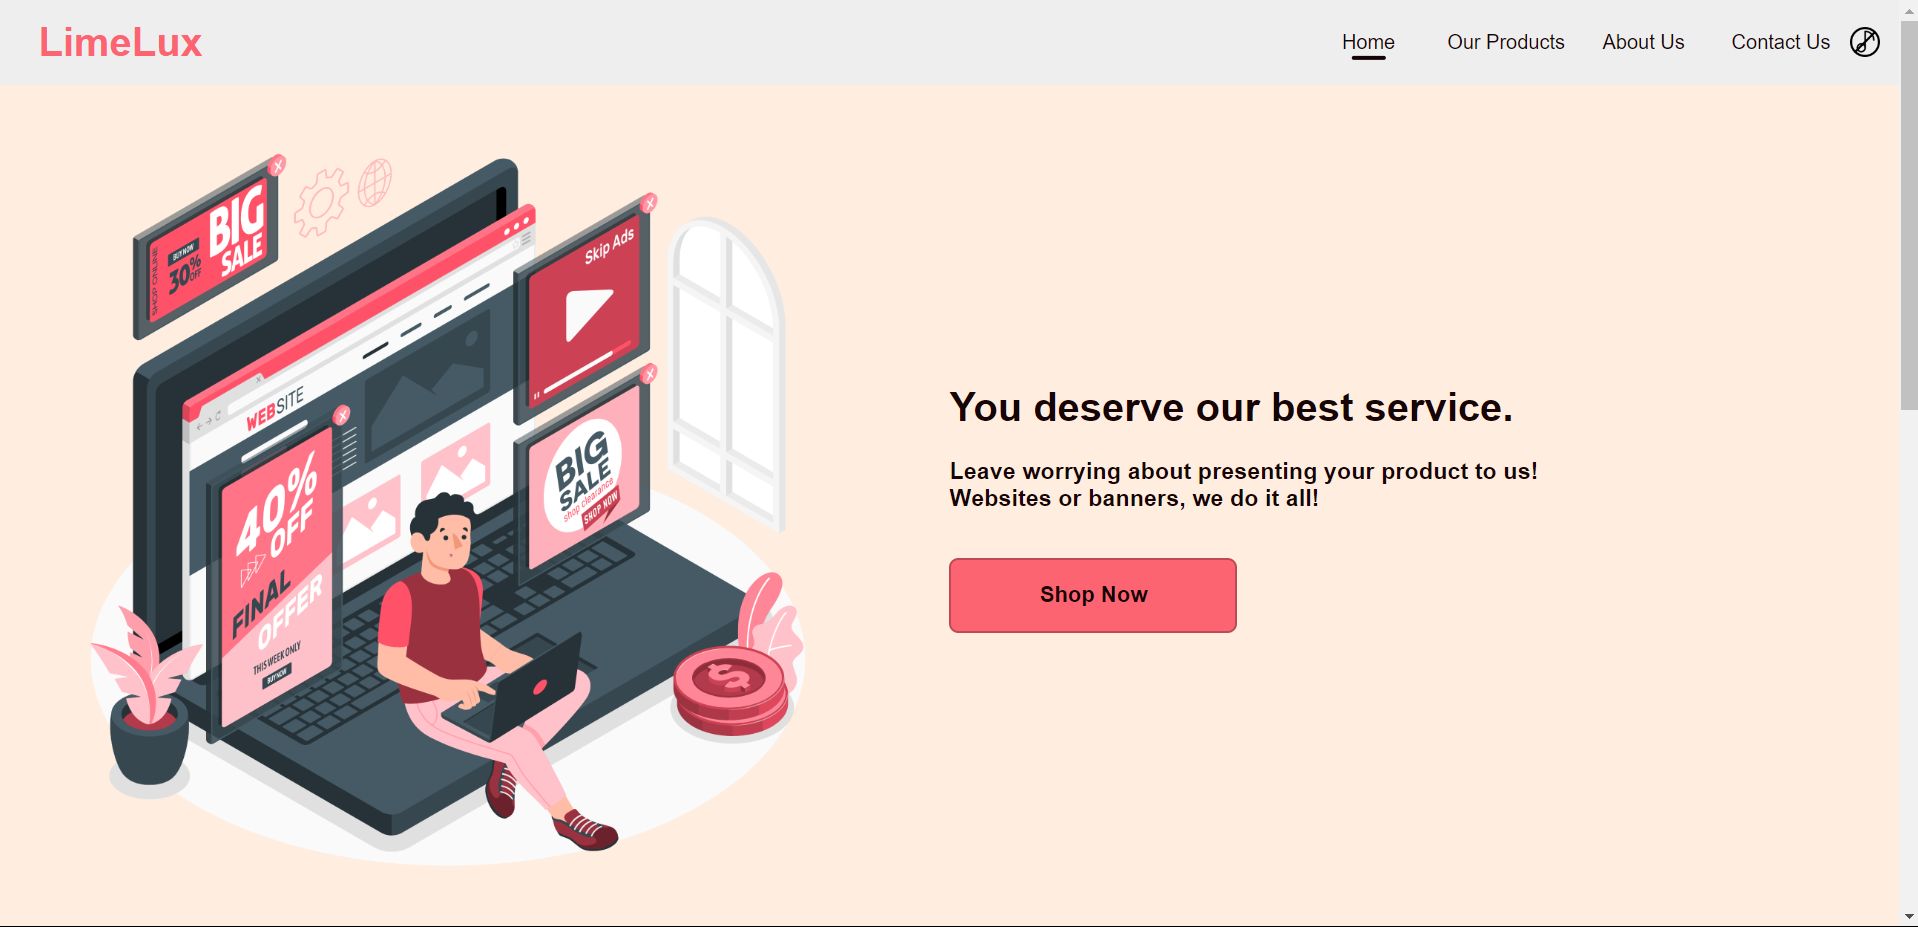 LimeLux
Home
Our Products
About Us
Contact Us
BIG
SALE
SHOP ONLINE
BUY NOW
30%
OFF
Skip Ads
WEBSITE
40%
OFF
FINAL
OFFER
THIS WEEK ONLY
BUY NOW
BIG
SALE
shop clearance
SHOP NOW
You deserve our best service.
Leave worrying about presenting your product to us!
Websites or banners, we do it all!
Shop Now